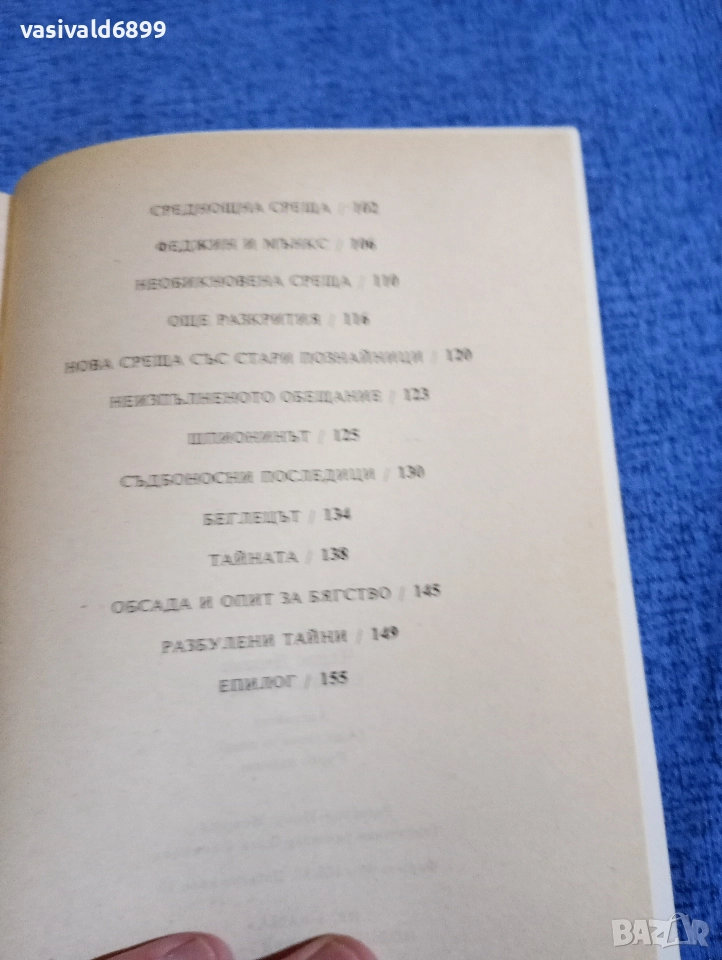 vasivald6899
СРЕДНОЩНА СРЕЩА / 102
ФЕДЖИН И МЪНКС / 106
НЕОБИКНОВЕНА СРЕЩА / 110
ОЩЕ РАЗКРИТИЯ / 116
НОВА СРЕЩА СЪС СТАРИ ПОЗНАЙНИЦИ / 120
НЕИЗПЪЛНЕНОТО ОБЕЩАНИЕ / 123
ШПИОНИНЪТ / 125
СЪДБОНОСНИ ПОСЛЕДИЦИ / 130
БЕГЛЕЦЪТ / 134
ТАЙНАТА / 138
ОБСАДА И ОПИТ ЗА БЯГСТВО / 145
РАЗБУЛЕНИ ТАЙНИ / 149
ЕПИЛОГ / 155
BAZAR